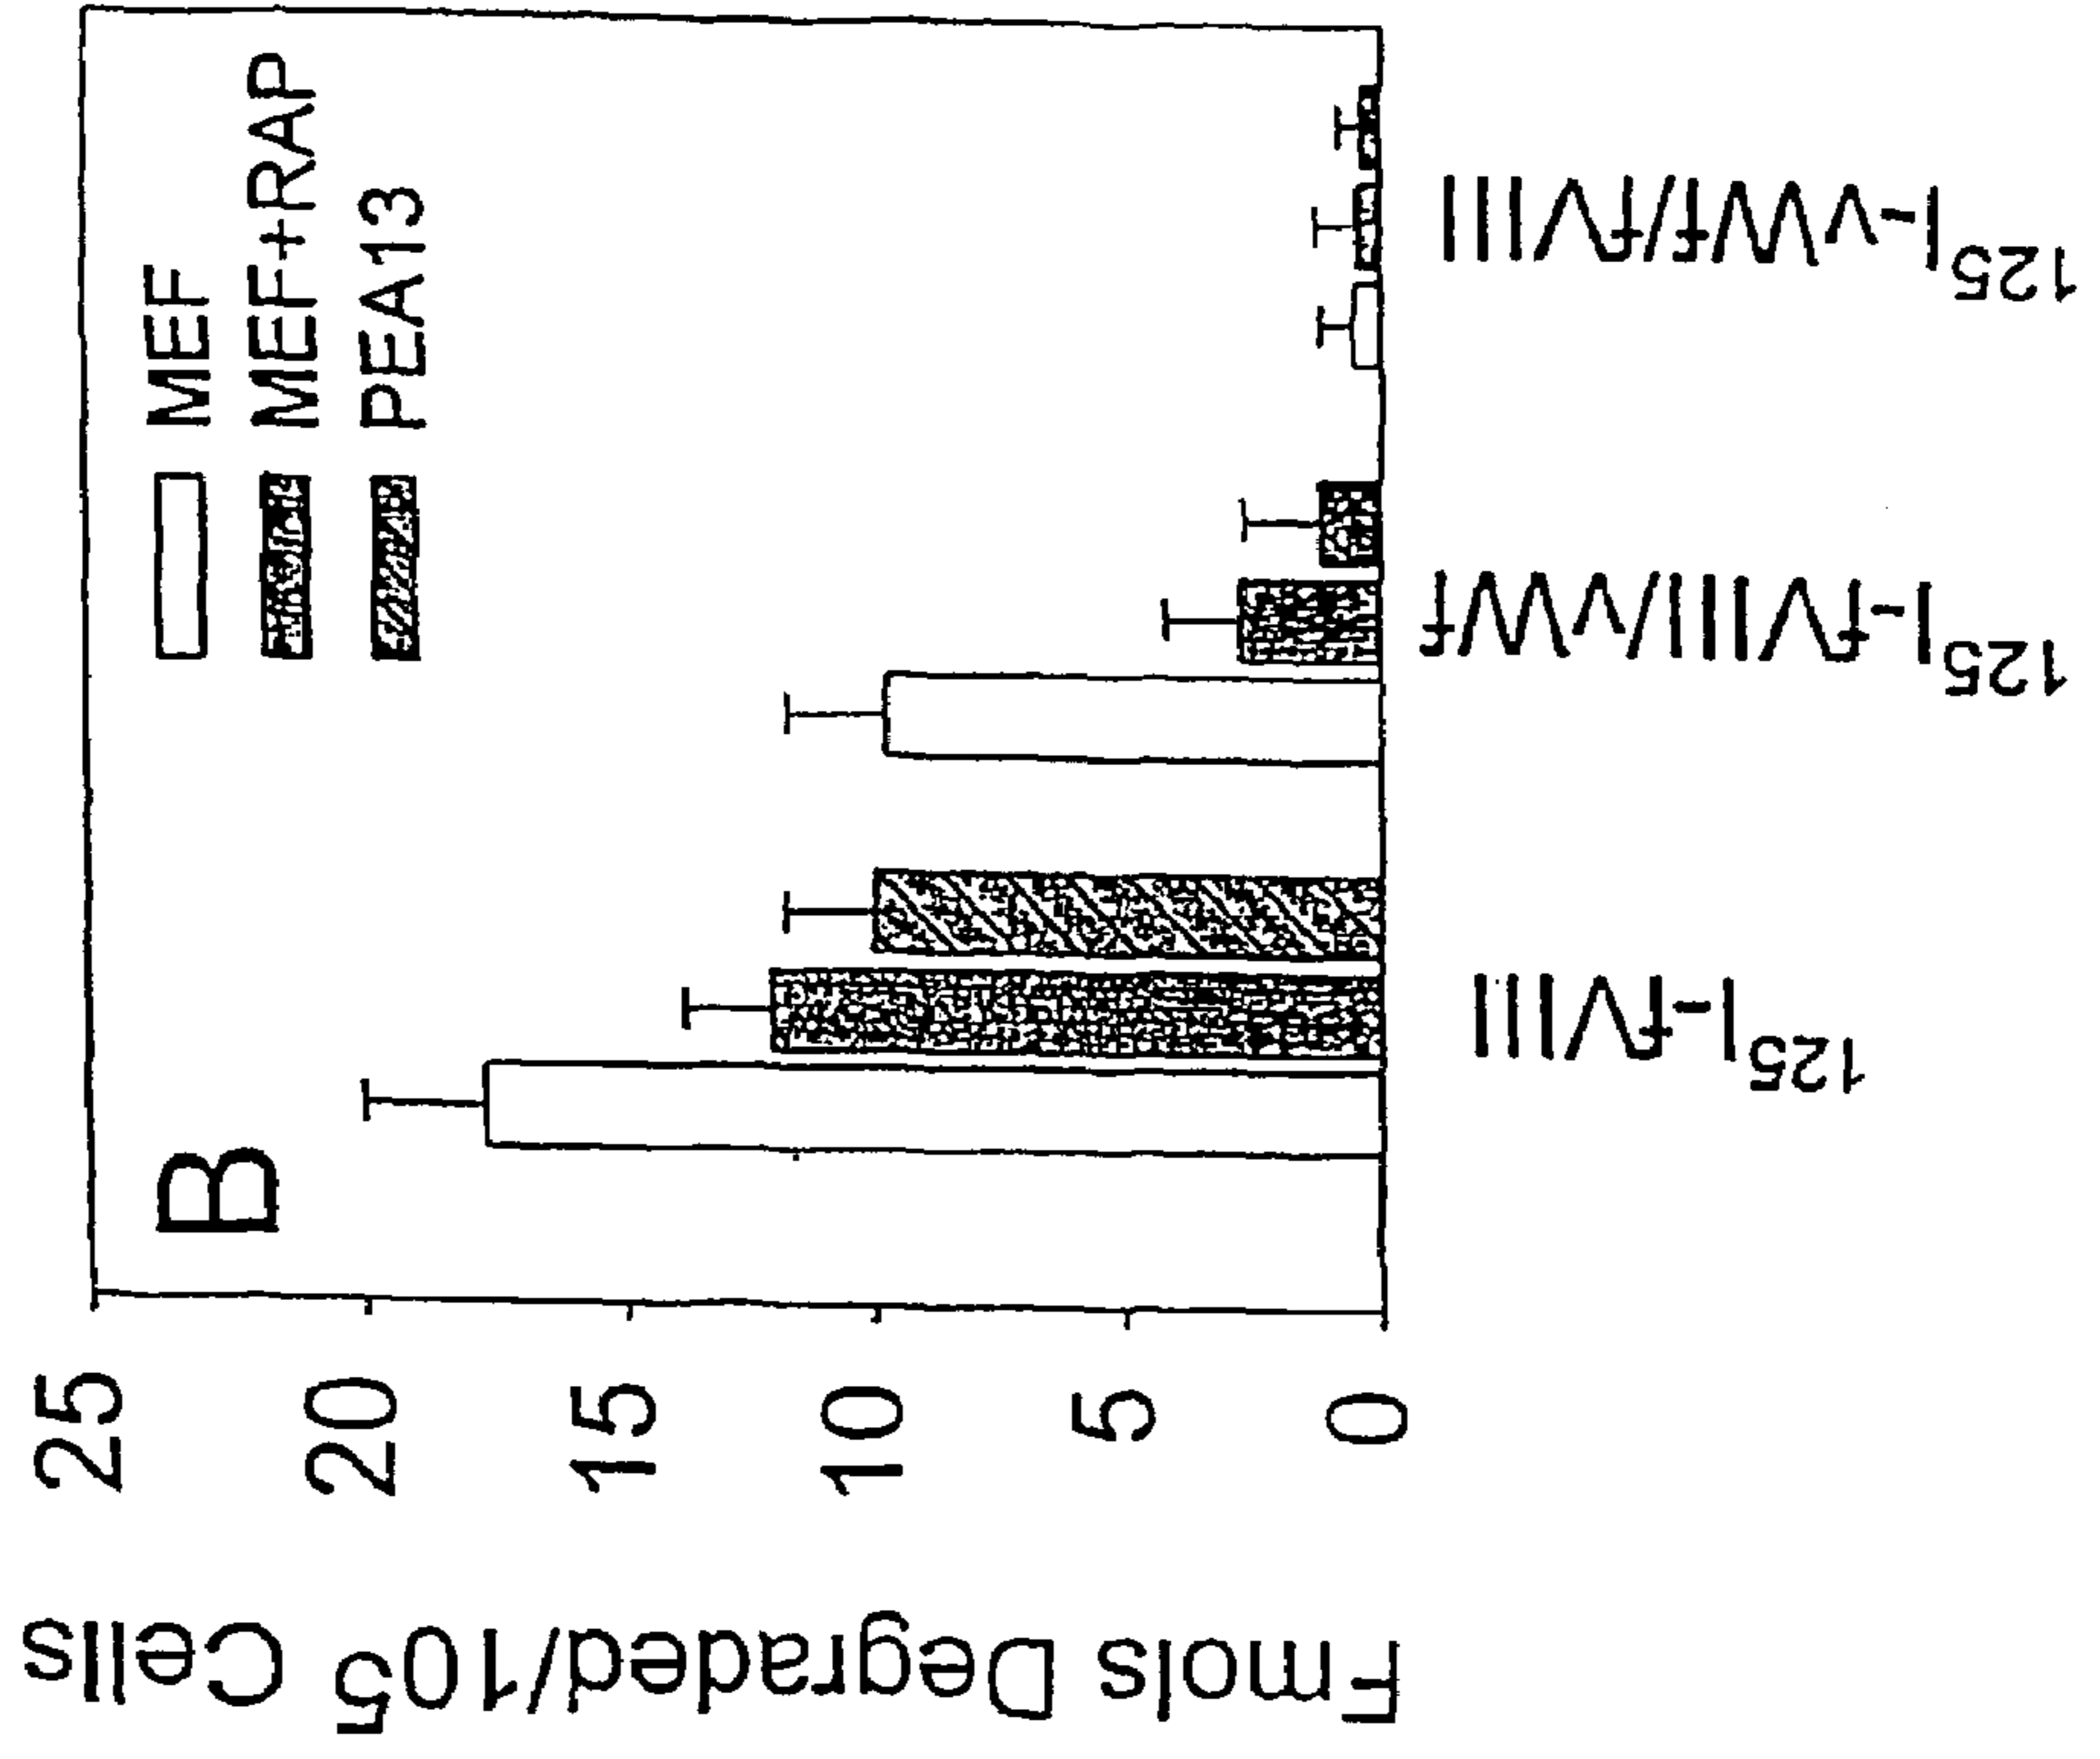 B
MEF
MEF+RAP
PEA13
25
20
15
10
5
0
Fmols Degraded/105 Cells
125I-fVIII
125I-fVIII/vWf
125I-vWf/fVIII